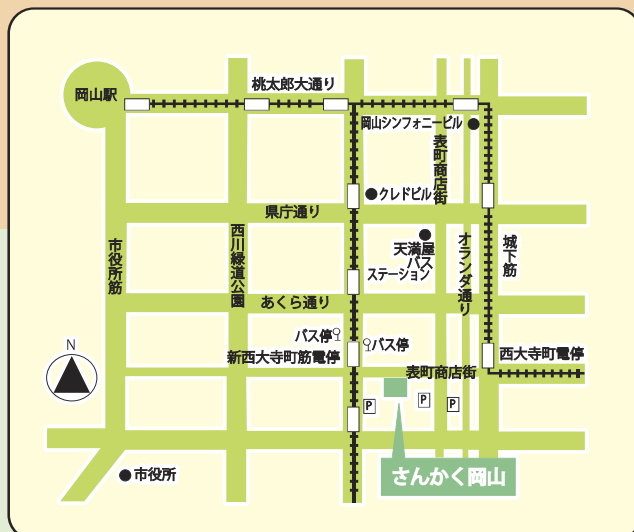 岡山駅
桃太郎大通り
岡山シンフォニービル
表町商店街
クレドビル
県庁通り
市役所筋
西川緑道公園
天満屋
バス
ステーション
オランダ通り
城下筋
あくら通り
バス停
バス停
新西大寺町筋電停
西大寺町電停
表町商店街
N
P
P
P
さんかく岡山
市役所